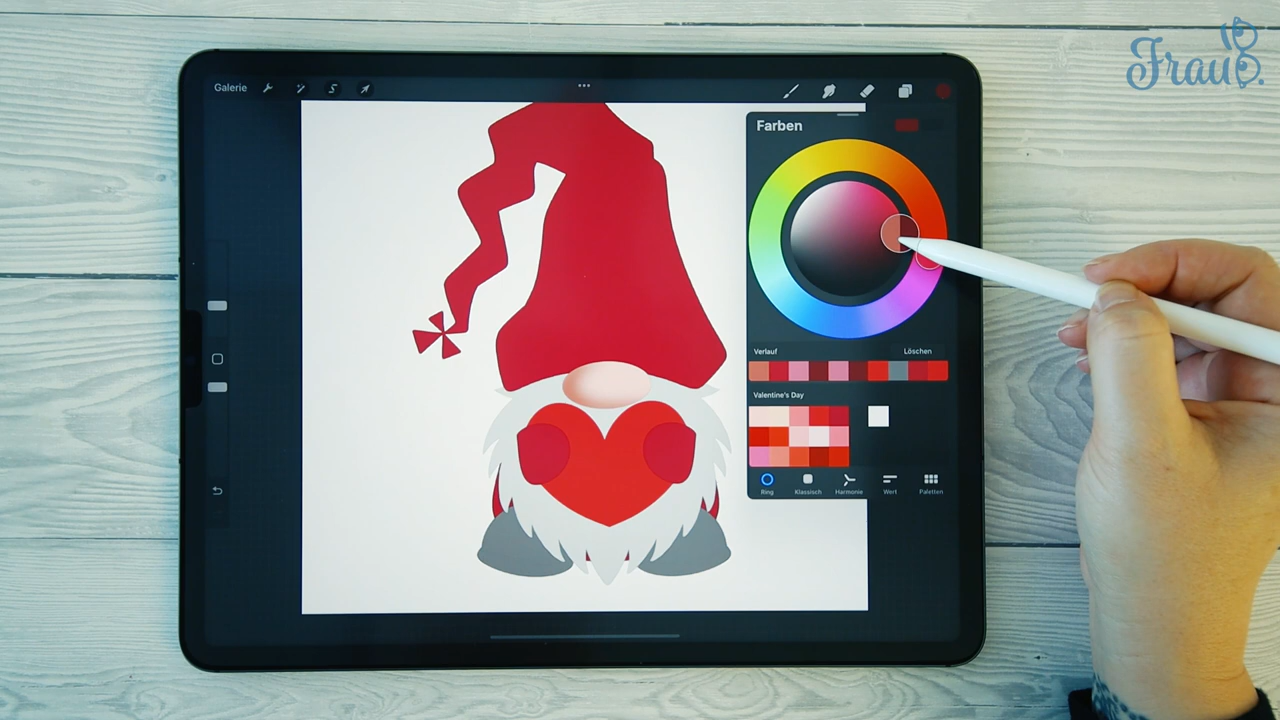 Frau B.
Galerie
Farben
Verlauf Löschen
Valentine's Day
Ring Klassisch Harmonie Wert Paletten